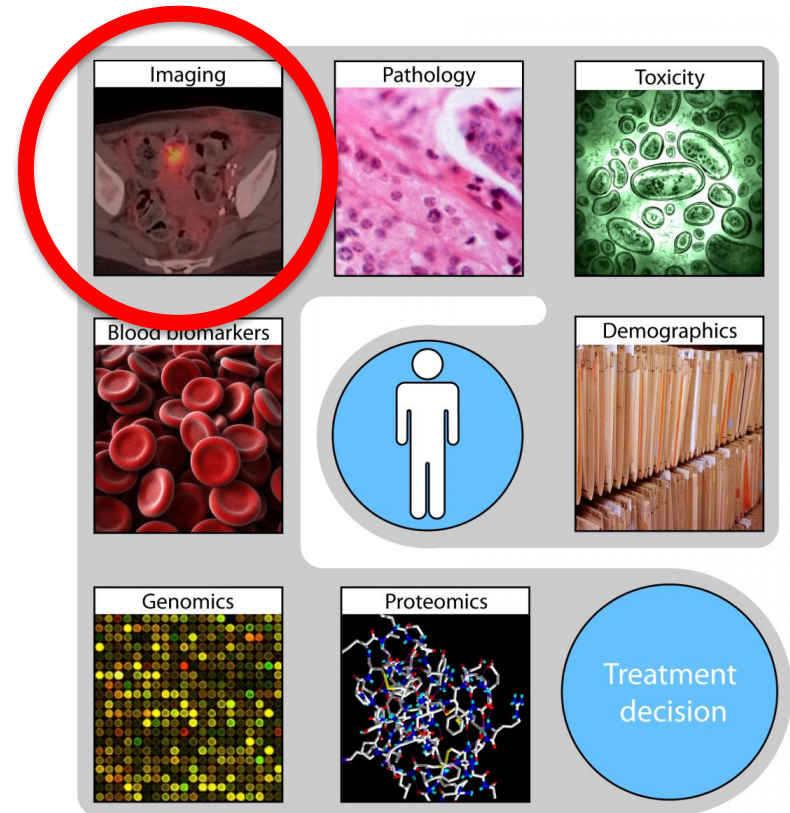 Imaging
Pathology
Toxicity
Blood biomarkers
Demographics
Genomics
Proteomics
Treatment
decision